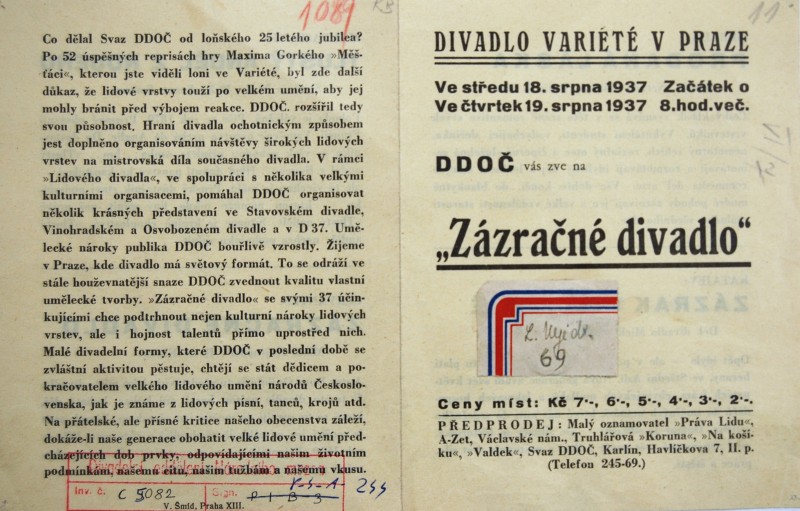 1081
KB
Co dělal Svaz DDOČ od loňského 25 letého jubilea?
Po 52 úspěšných reprisách hry Maxima Gorkého »Měš-
ťáci«, kterou jste viděli loni ve Variété, byl zde další
důkaz, že lidové vrstvy touží po velkém umění, aby jej
mohly bránit před výbojem reakce. DDOČ. rozšířil tedy
svou působnost. Hraní divadla ochotnickým způsobem
jest doplněno organisováním návštěvy širokých lidových
vrstev na mistrovská díla současného divadla. V rámci
»Lidového divadla«, ve spolupráci s několika velkými
kulturními organisacemi, pomáhal DDOČ organisovat
několik krásných představení ve Stavovském divadle,
Vinohradském a Osvobozeném divadle a v D 37. Umě-
lecké nároky publika DDOČ bouřlivě vzrostly. Žijeme
v Praze, kde divadlo má světový formát. To se odráží ve
stále houževnatější snaze DDOČ zvednout kvalitu vlastní
umělecké tvorby. »Zázračné divadlo« se svými 37 účin-
kujícími chce podtrhnout nejen kulturní nároky lidových
vrstev, ale i hojnost talentů přímo uprostřed nich.
Malé divadelní formy, které DDOČ v poslední době se
zvláštní aktivitou pěstuje, chtějí se stát dědicem a po-
kračovatelem velkého lidového umění národů Českoslo-
venska, jak je známe z lidových písní, tanců, krojů atd.
Na přátelské, ale přísné kritice našeho obecenstva záleží,
dokáže-li naše generace obohatit velké lidové umění před-
cházejících dob prvky, odpovídajícími našim životním
podmínkám, našemu citu, našim tužbám a našemu vkusu.
Inv. č. C 5082 Sign.
244
V. Šmíd, Praha XIII.
11
DIVADLO VARIÉTÉ V PRAZE
Ve středu 18. srpna 1937 Začátek o
Ve čtvrtek 19. srpna 1937 8. hod. več.
DDOČ vás zve na
„Zázračné divadlo“
69
Ceny míst: Kč 7·-, 6·-, 5·-, 4·-, 3·-, 2·-.
PŘEDPRODEJ: Malý oznamovatel »Práva Lidu«,
A-Zet, Václavské nám., Truhlářová »Koruna«, »Na koší-
ku«, »Valdek«, Svaz DDOČ, Karlín, Havlíčkova 7, II. p.
(Telefon 245-69.)